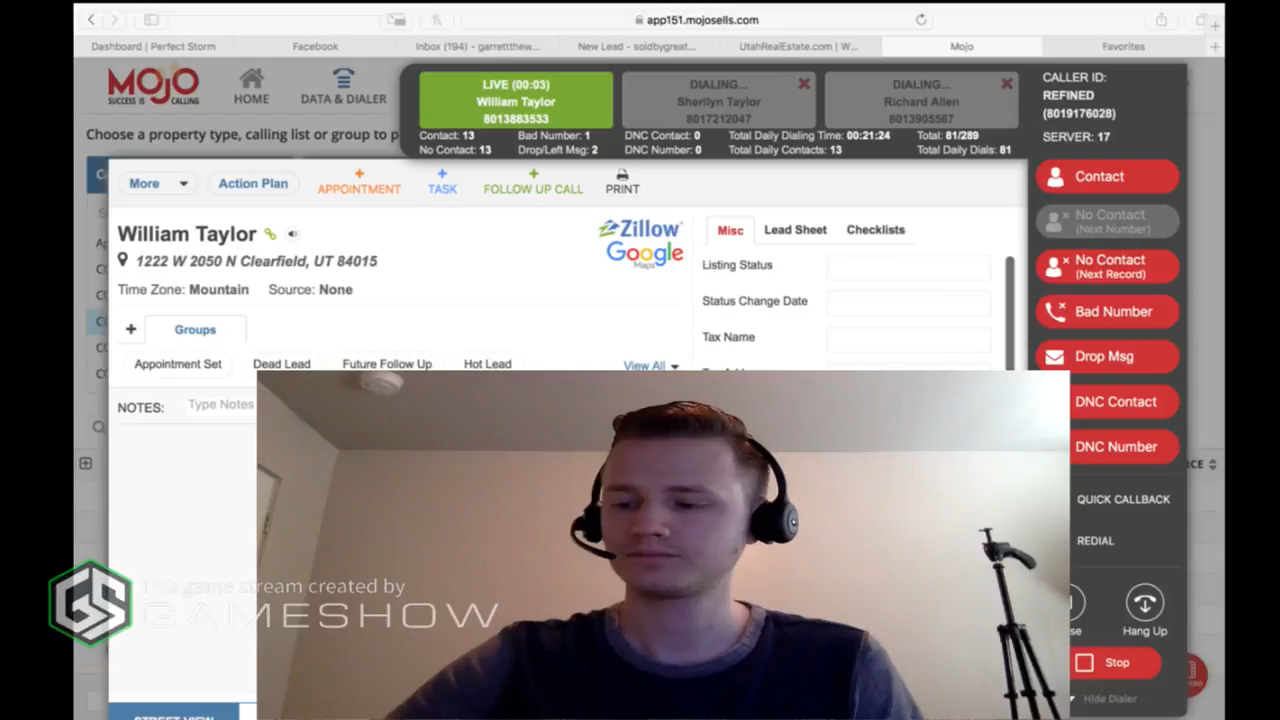 app151.mojosells.com
Dashboard | Perfect Storm
Facebook
Inbox (194) - garrettthew...
New Lead - soldbygreat...
UtahRealEstate.com | W...
Mojo
Favorites
MOJO
SUCCESS IS CALLING
HOME
DATA & DIALER
LIVE (00:03)
William Taylor
8013883533
DIALING...
Sherilyn Taylor
8017212047
DIALING...
Richard Allen
8013905567
CALLER ID:
REFINED
(8019176028)
SERVER: 17
Choose a property type, calling list or group to p
Contact: 13
Bad Number: 1
DNC Contact: 0
Total Daily Dialing Time: 00:21:24
Total: 81/289
No Contact: 13
Drop/Left Msg: 2
DNC Number: 0
Total Daily Contacts: 13
Total Daily Dials: 81
More
Action Plan
APPOINTMENT
TASK
FOLLOW UP CALL
PRINT
William Taylor
1222 W 2050 N Clearfield, UT 84015
Time Zone: Mountain
Source: None
Zillow
Google
Maps
Groups
Appointment Set
Dead Lead
Future Follow Up
Hot Lead
View All
NOTES:
Type Notes
Misc
Lead Sheet
Checklists
Listing Status
Status Change Date
Tax Name
Contact
No Contact
(Next Number)
No Contact
(Next Record)
Bad Number
Drop Msg
DNC Contact
DNC Number
QUICK CALLBACK
REDIAL
se
Hang Up
Stop
Hide Dialer
ICE
This game stream created by
GAMESHOW
GS
STREET VIEW